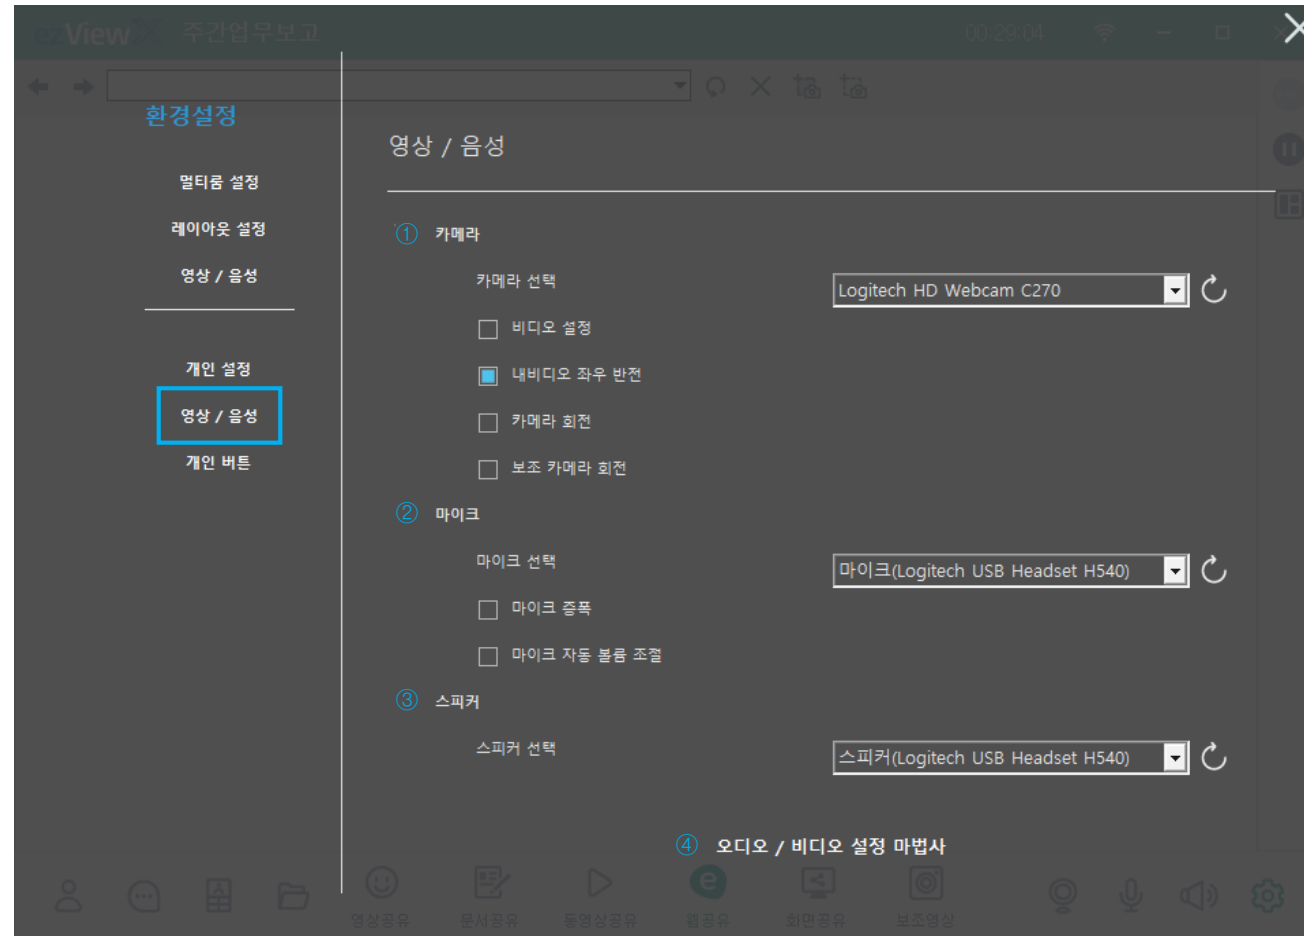 ezViewX 주간업무보고 00:29:04
환경설정
멀티룸 설정
레이아웃 설정
영상 / 음성
개인 설정
영상 / 음성
개인 버튼
영상 / 음성
① 카메라
카메라 선택 Logitech HD Webcam C270
비디오 설정
내비디오 좌우 반전
카메라 회전
보조 카메라 회전
② 마이크
마이크 선택 마이크(Logitech USB Headset H540)
마이크 증폭
마이크 자동 볼륨 조절
③ 스피커
스피커 선택 스피커(Logitech USB Headset H540)
④ 오디오 / 비디오 설정 마법사
영상공유 문서공유 동영상공유 웹공유 화면공유 보조영상